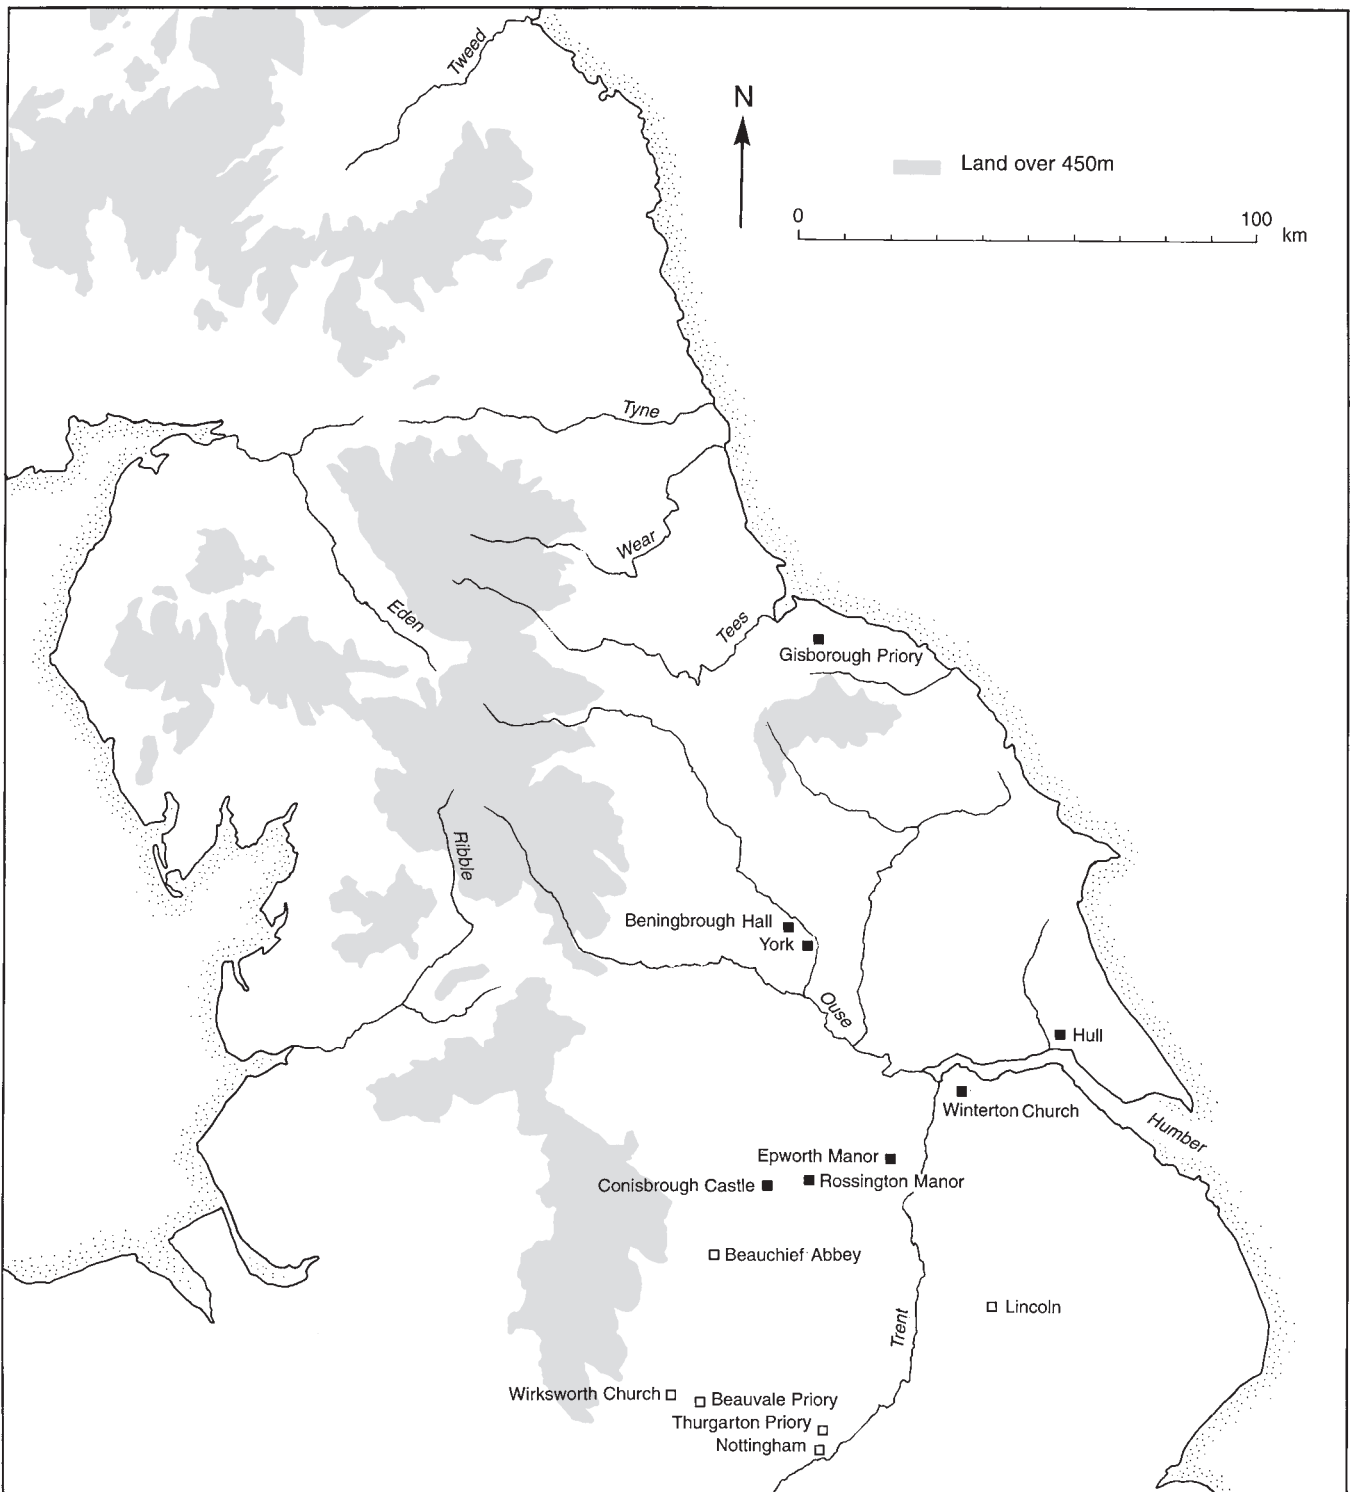 Tweed
N
Land over 450m
0
100
km
Tyne
Wear
Eden
Tees
Gisborough Priory
Ribble
Beningbrough Hall
York
Ouse
Hull
Winterton Church
Humber
Epworth Manor
Conisbrough Castle
Rossington Manor
Beauchief Abbey
Lincoln
Trent
Wirksworth Church
Beauvale Priory
Thurgarton Priory
Nottingham